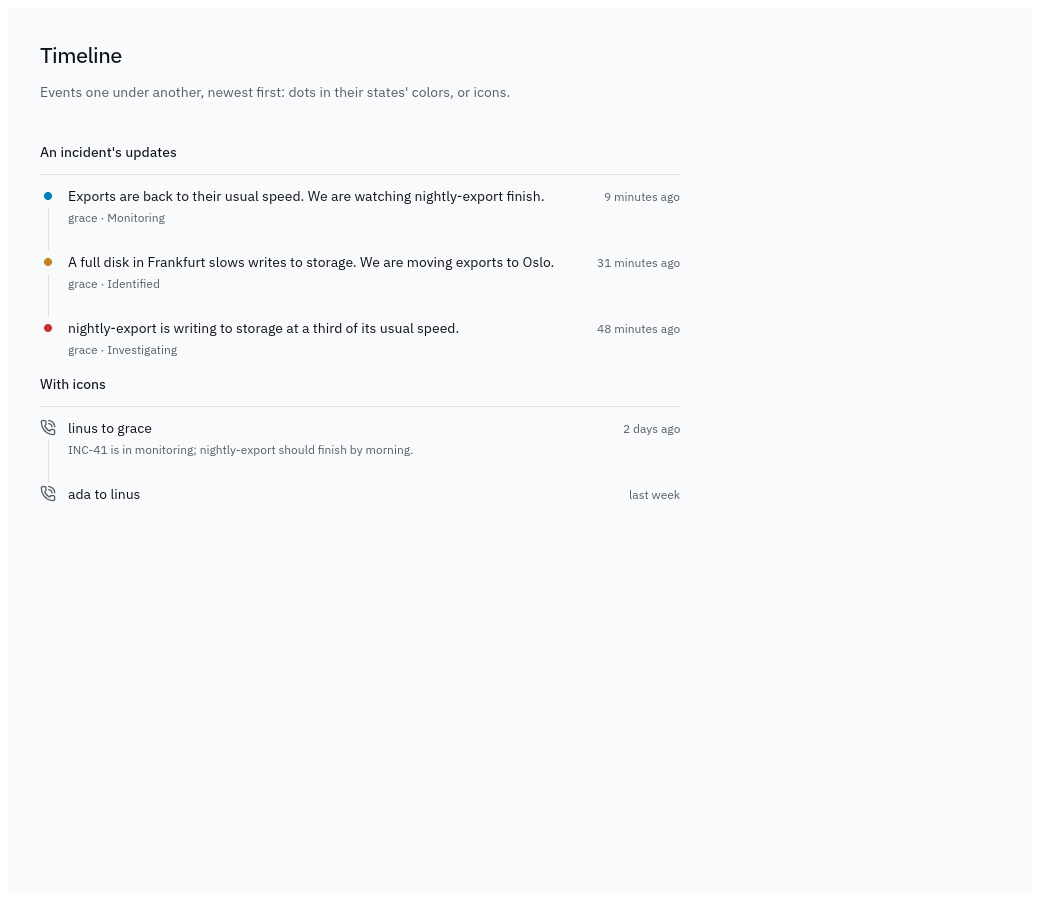 Timeline
Events one under another, newest first: dots in their states' colors, or icons.
An incident's updates
Exports are back to their usual speed. We are watching nightly-export finish.
9 minutes ago
grace · Monitoring
A full disk in Frankfurt slows writes to storage. We are moving exports to Oslo.
31 minutes ago
grace · Identified
nightly-export is writing to storage at a third of its usual speed.
48 minutes ago
grace · Investigating
With icons
linus to grace
2 days ago
INC-41 is in monitoring; nightly-export should finish by morning.
ada to linus
last week